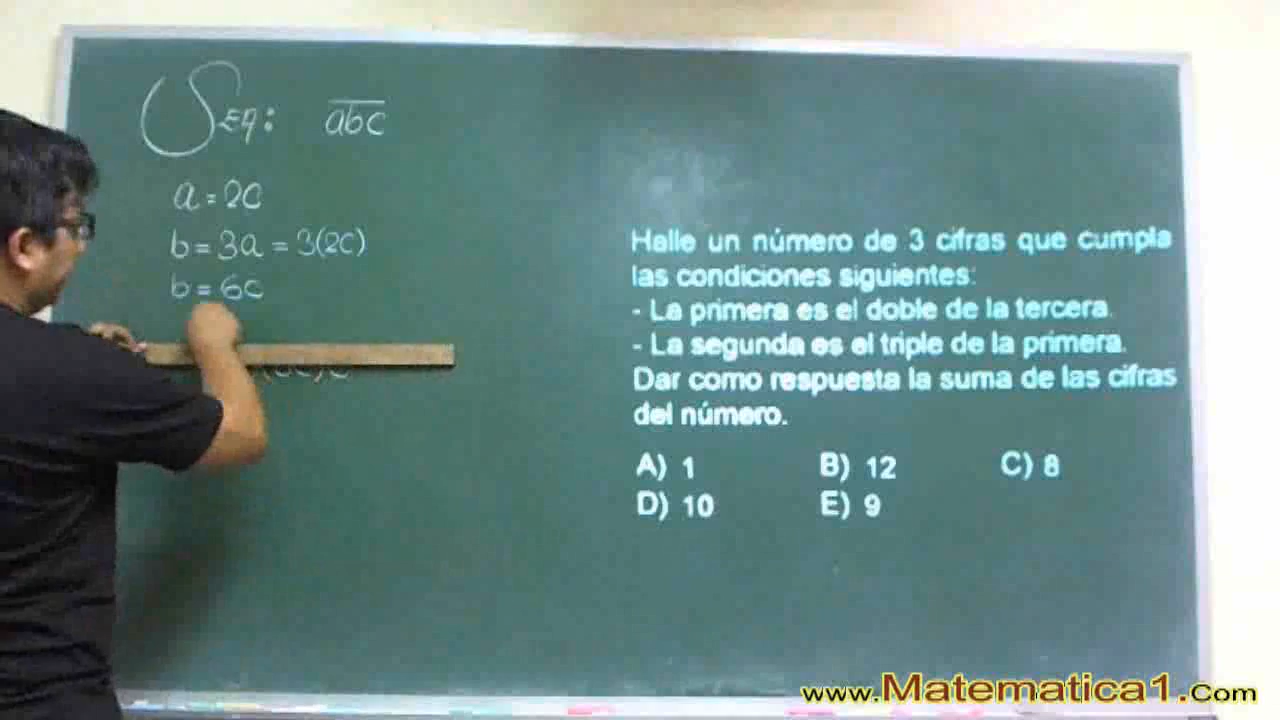 Sea: abc
a = 2c
b = 3a = 3(2c)
b = 6c
Halle un número de 3 cifras que cumpla
las condiciones siguientes:
- La primera es el doble de la tercera.
- La segunda es el triple de la primera.
Dar como respuesta la suma de las cifras
del número.
A) 1 B) 12 C) 8
D) 10 E) 9
www.Matematica1.Com